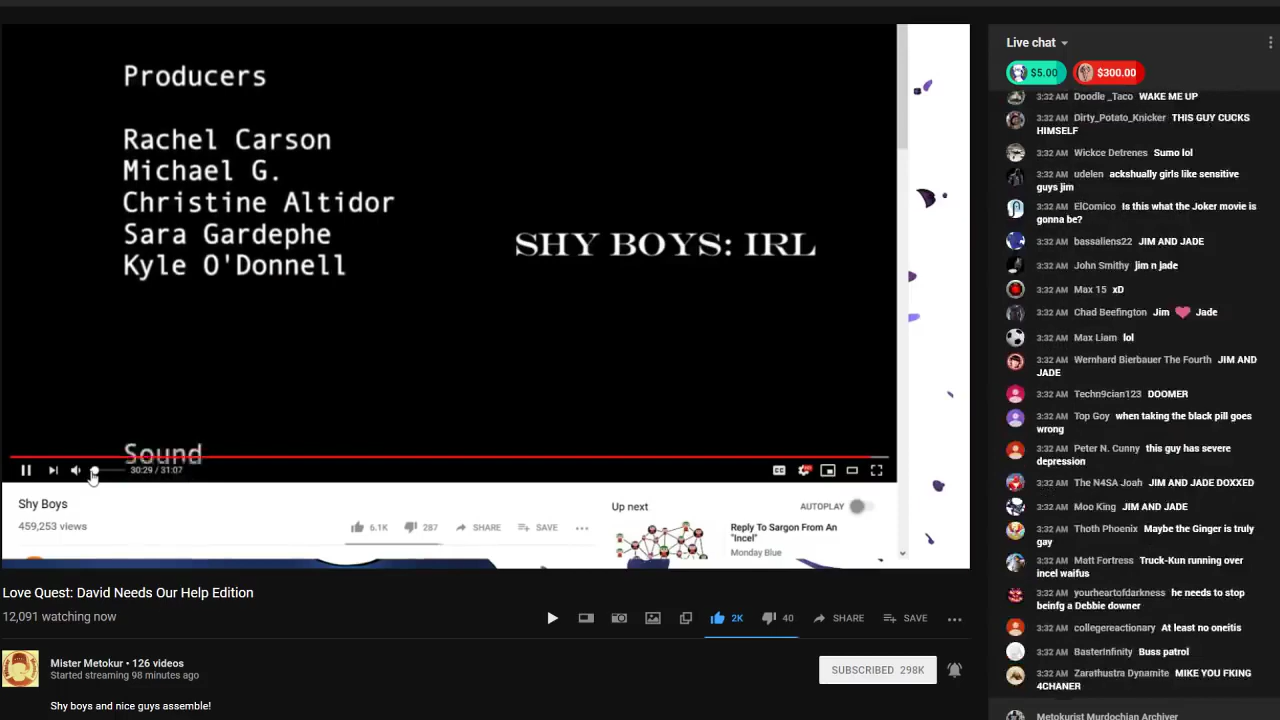 Producers
Rachel Carson
Michael G.
Christine Altidor
Sara Gardephe
Kyle O'Donnell
SHY BOYS: IRL
Sound
30:29 / 31:07
CC
Shy Boys
459,253 views
6.1K
287
SHARE
SAVE
Up next
AUTOPLAY
Reply To Sargon From An
"Incel"
Monday Blue
Love Quest: David Needs Our Help Edition
12,091 watching now
2K
40
SHARE
SAVE
Mister Metokur • 126 videos
Started streaming 98 minutes ago
SUBSCRIBED 298K
Shy boys and nice guys assemble!
Live chat
$5.00
$300.00
3:32 AM Doodle _Taco WAKE ME UP
3:32 AM Dirty_Potato_Knicker THIS GUY CUCKS
HIMSELF
3:32 AM Wickce Detrenes Sumo lol
3:32 AM udelen ackshually girls like sensitive
guys jim
3:32 AM ElComico Is this what the Joker movie is
gonna be?
3:32 AM bassaliens22 JIM AND JADE
3:32 AM John Smithy jim n jade
3:32 AM Max 15 xD
3:32 AM Chad Beefington Jim Jade
3:32 AM Max Liam lol
3:32 AM Wernhard Bierbauer The Fourth JIM AND
JADE
3:32 AM Techn9cian123 DOOMER
3:32 AM Top Goy when taking the black pill goes
wrong
3:32 AM Peter N. Cunny this guy has severe
depression
3:32 AM The N4SA Joah JIM AND JADE DOXXED
3:32 AM Moo King JIM AND JADE
3:32 AM Thoth Phoenix Maybe the Ginger is truly
gay
3:32 AM Matt Fortress Truck-Kun running over
incel waifus
3:32 AM yourheartofdarkness he needs to stop
beinfg a Debbie downer
3:32 AM collegereactionary At least no oneitis
3:32 AM BasterInfinity Buss patrol
3:32 AM Zarathustra Dynamite MIKE YOU FKING
4CHANER
Metokurist Murdochian Archiver